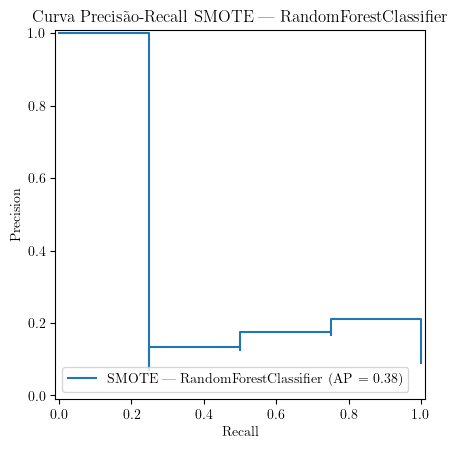 Curva Precisão-Recall SMOTE — RandomForestClassifier
1.0
0.8
0.6
0.4
0.2
0.0
Precision
SMOTE — RandomForestClassifier (AP = 0.38)
0.0 0.2 0.4 0.6 0.8 1.0
Recall